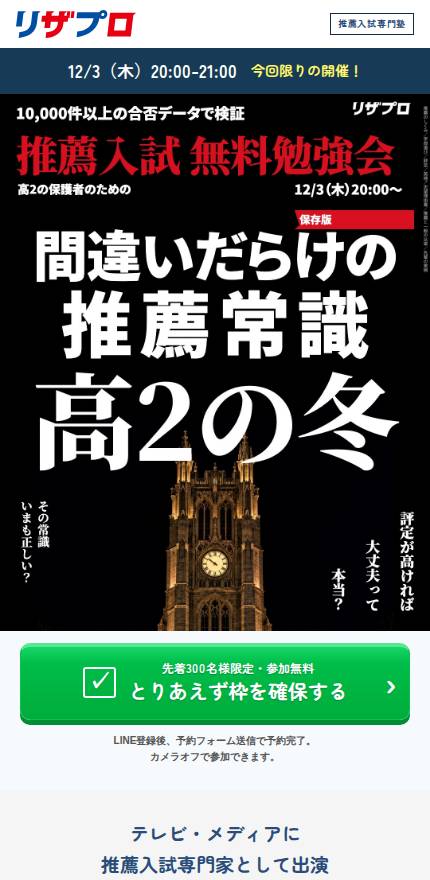 リザプロ
推薦入試専門塾
12/3（木）20:00-21:00 今回限りの開催！
リザプロ
10,000件以上の合否データで検証
推薦入試 無料勉強会
高2の保護者のための
12/3(木)20:00〜
保存版
間違いだらけの
推薦常識
高2の冬
評定が高ければ
大丈夫って
本当？
その常識
いまも正しい？
先着300名様限定・参加無料
とりあえず枠を確保する
LINE登録後、予約フォーム送信で予約完了。
カメラオフで参加できます。
テレビ・メディアに
推薦入試専門家として出演